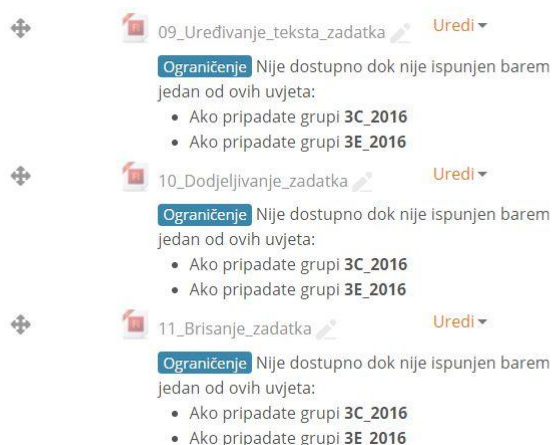 09_Uređivanje_teksta_zadatka Uredi
Ograničenje Nije dostupno dok nije ispunjen barem
jedan od ovih uvjeta:
• Ako pripadate grupi 3C_2016
• Ako pripadate grupi 3E_2016
10_Dodjeljivanje_zadatka Uredi
Ograničenje Nije dostupno dok nije ispunjen barem
jedan od ovih uvjeta:
• Ako pripadate grupi 3C_2016
• Ako pripadate grupi 3E_2016
11_Brisanje_zadatka Uredi
Ograničenje Nije dostupno dok nije ispunjen barem
jedan od ovih uvjeta:
• Ako pripadate grupi 3C_2016
• Ako pripadate grupi 3E_2016